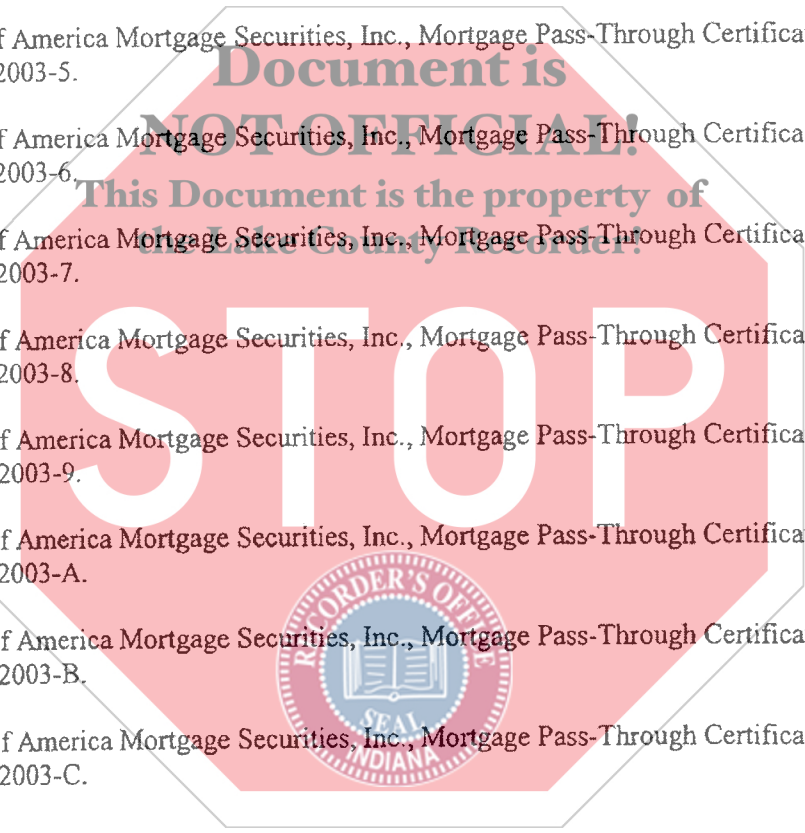 f America Mortgage Securities, Inc., Mortgage Pass-Through Certifica
2003-5.
Document is
f America Mortgage Securities, Inc., Mortgage Pass-Through Certifica
NOT OFFICIAL!
2003-6.
This Document is the property of
f America Mortgage Securities, Inc., Mortgage Pass-Through Certifica
the Lake County Recorder!
2003-7.
f America Mortgage Securities, Inc., Mortgage Pass-Through Certifica
2003-8.
STOP
f America Mortgage Securities, Inc., Mortgage Pass-Through Certifica
2003-9.
f America Mortgage Securities, Inc., Mortgage Pass-Through Certifica
2003-A.
RECORDER'S OFFICE
f America Mortgage Securities, Inc., Mortgage Pass-Through Certifica
2003-B.
SEAL
f America Mortgage Securities, Inc., Mortgage Pass-Through Certifica
INDIANA
2003-C.